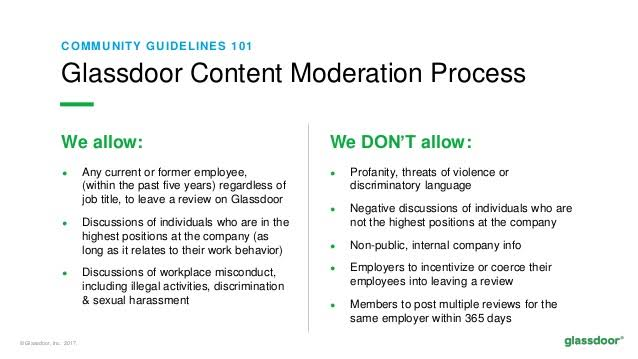 COMMUNITY GUIDELINES 101
Glassdoor Content Moderation Process
We allow:
● Any current or former employee,
(within the past five years) regardless of
job title, to leave a review on Glassdoor
● Discussions of individuals who are in the
highest positions at the company (as
long as it relates to their work behavior)
● Discussions of workplace misconduct,
including illegal activities, discrimination
& sexual harassment
We DON'T allow:
● Profanity, threats of violence or
discriminatory language
● Negative discussions of individuals who are
not the highest positions at the company
● Non-public, internal company info
● Employers to incentivize or coerce their
employees into leaving a review
● Members to post multiple reviews for the
same employer within 365 days
© Glassdoor, Inc. 2017.
glassdoor®